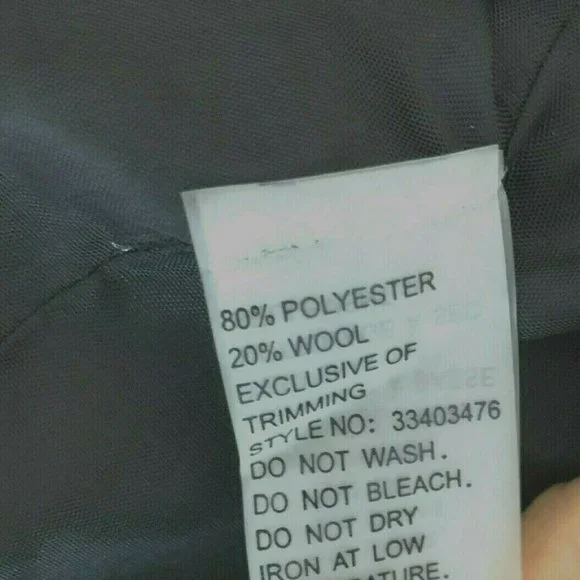 80% POLYESTER
20% WOOL
EXCLUSIVE OF
TRIMMING
STYLE NO: 33403476
DO NOT WASH.
DO NOT BLEACH.
DO NOT DRY
IRON AT LOW